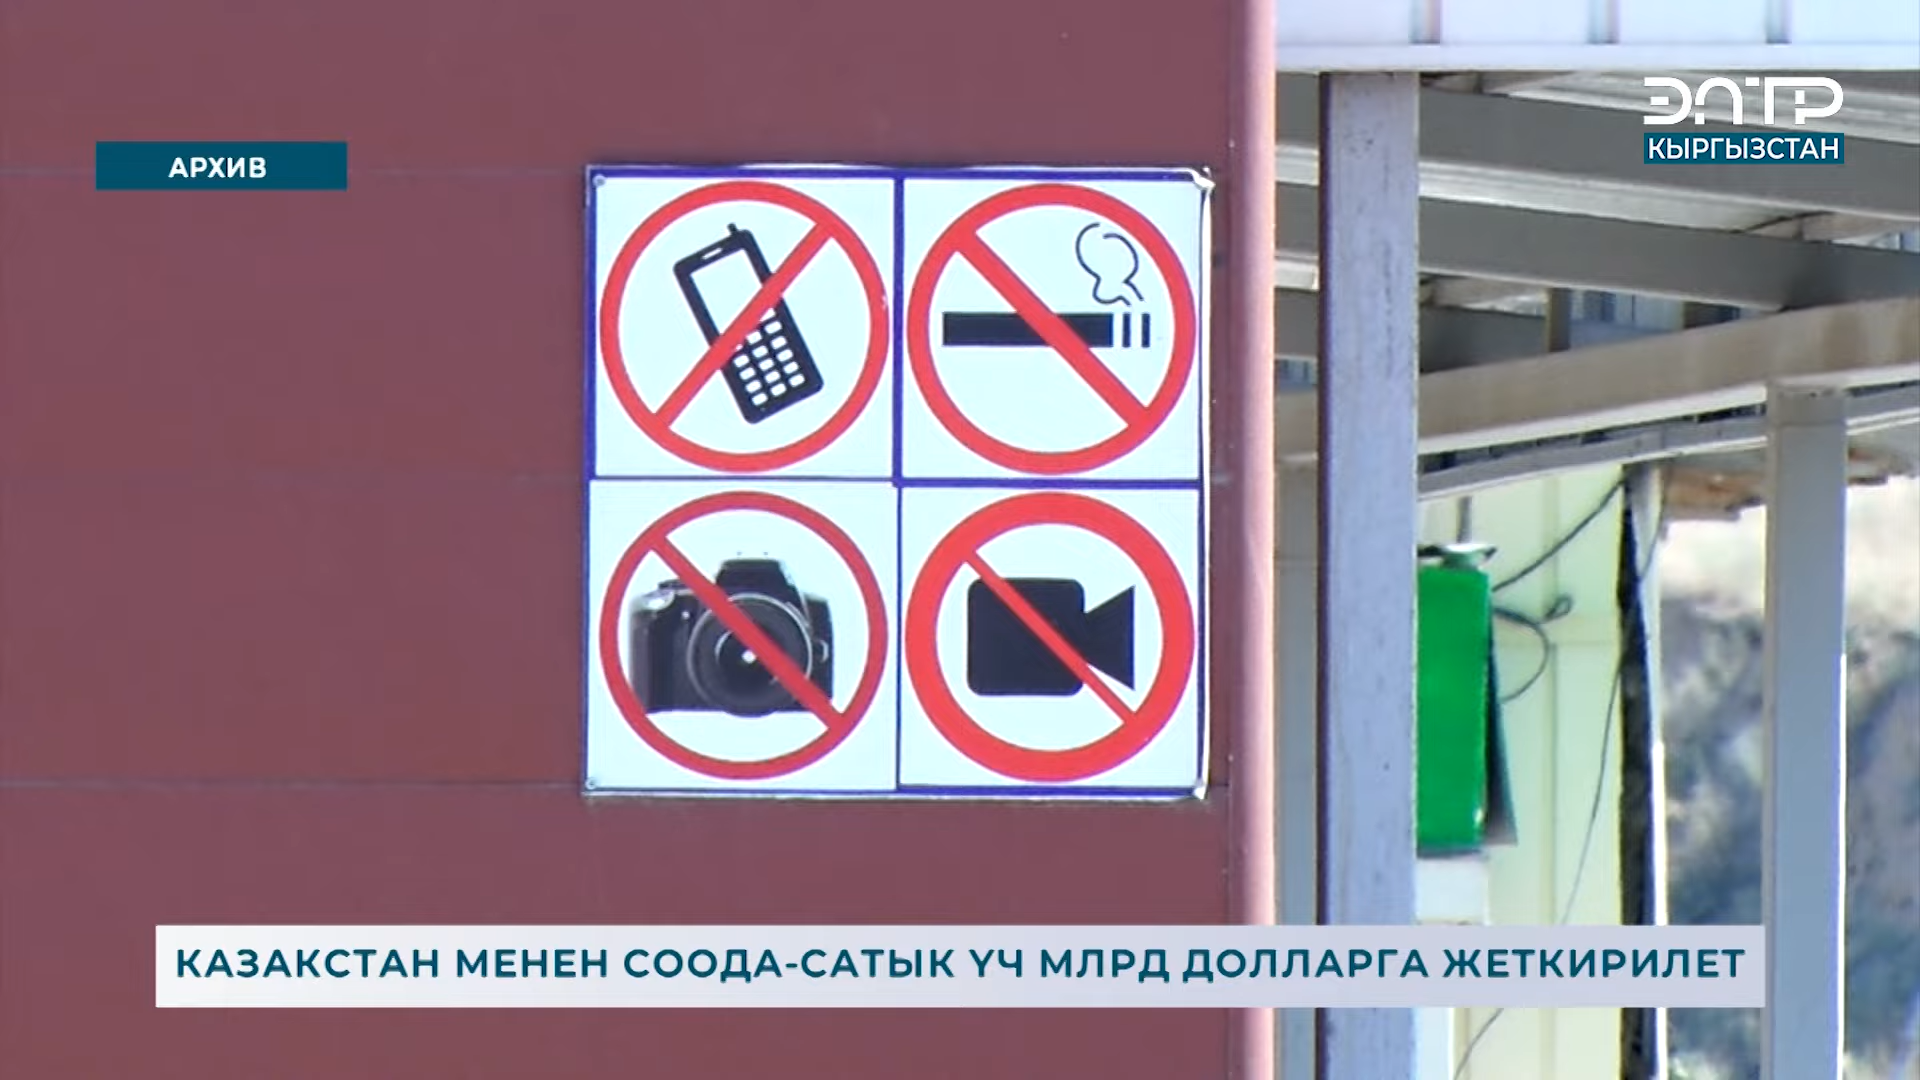 ЭЛТР
КЫРГЫЗСТАН
АРХИВ
КАЗАКСТАН МЕНЕН СООДА-САТЫК ҮЧ МЛРД ДОЛЛАРГА ЖЕТКИРИЛЕТ